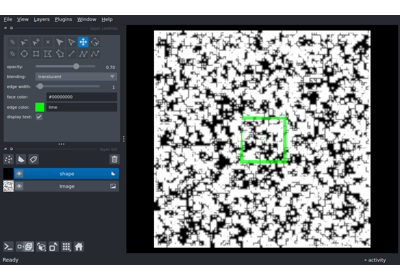 File View Layers Plugins Window Help
opacity: 0.70
blending: translucent
edge width: 1
face color: #00000000
edge color: lime
display text: ✓
shape
Image
Ready
activity